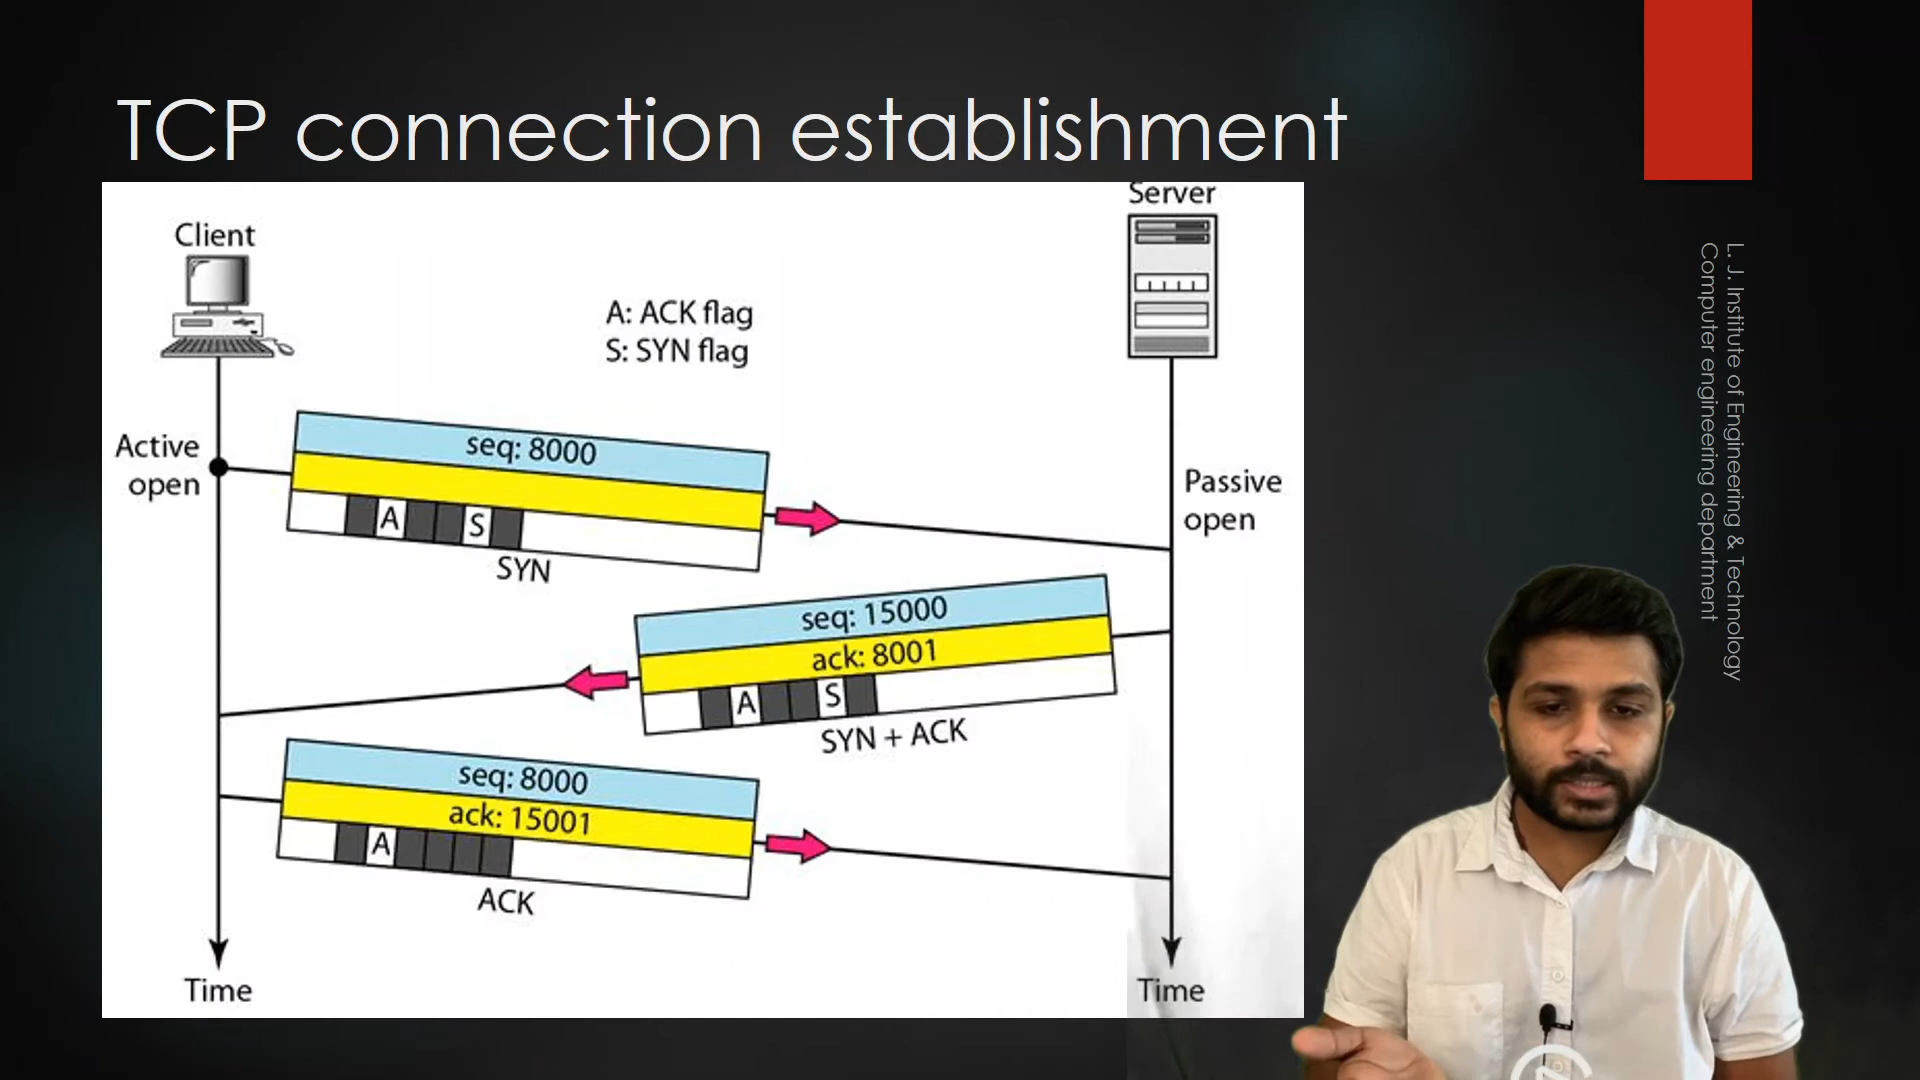 TCP connection establishment
Server
Client
A: ACK flag
S: SYN flag
Active
open
seq: 8000
A S
SYN
Passive
open
seq: 15000
ack: 8001
A S
SYN + ACK
seq: 8000
ack: 15001
A
ACK
Time
Time
L. J. Institute of Engineering & Technology
Computer engineering department